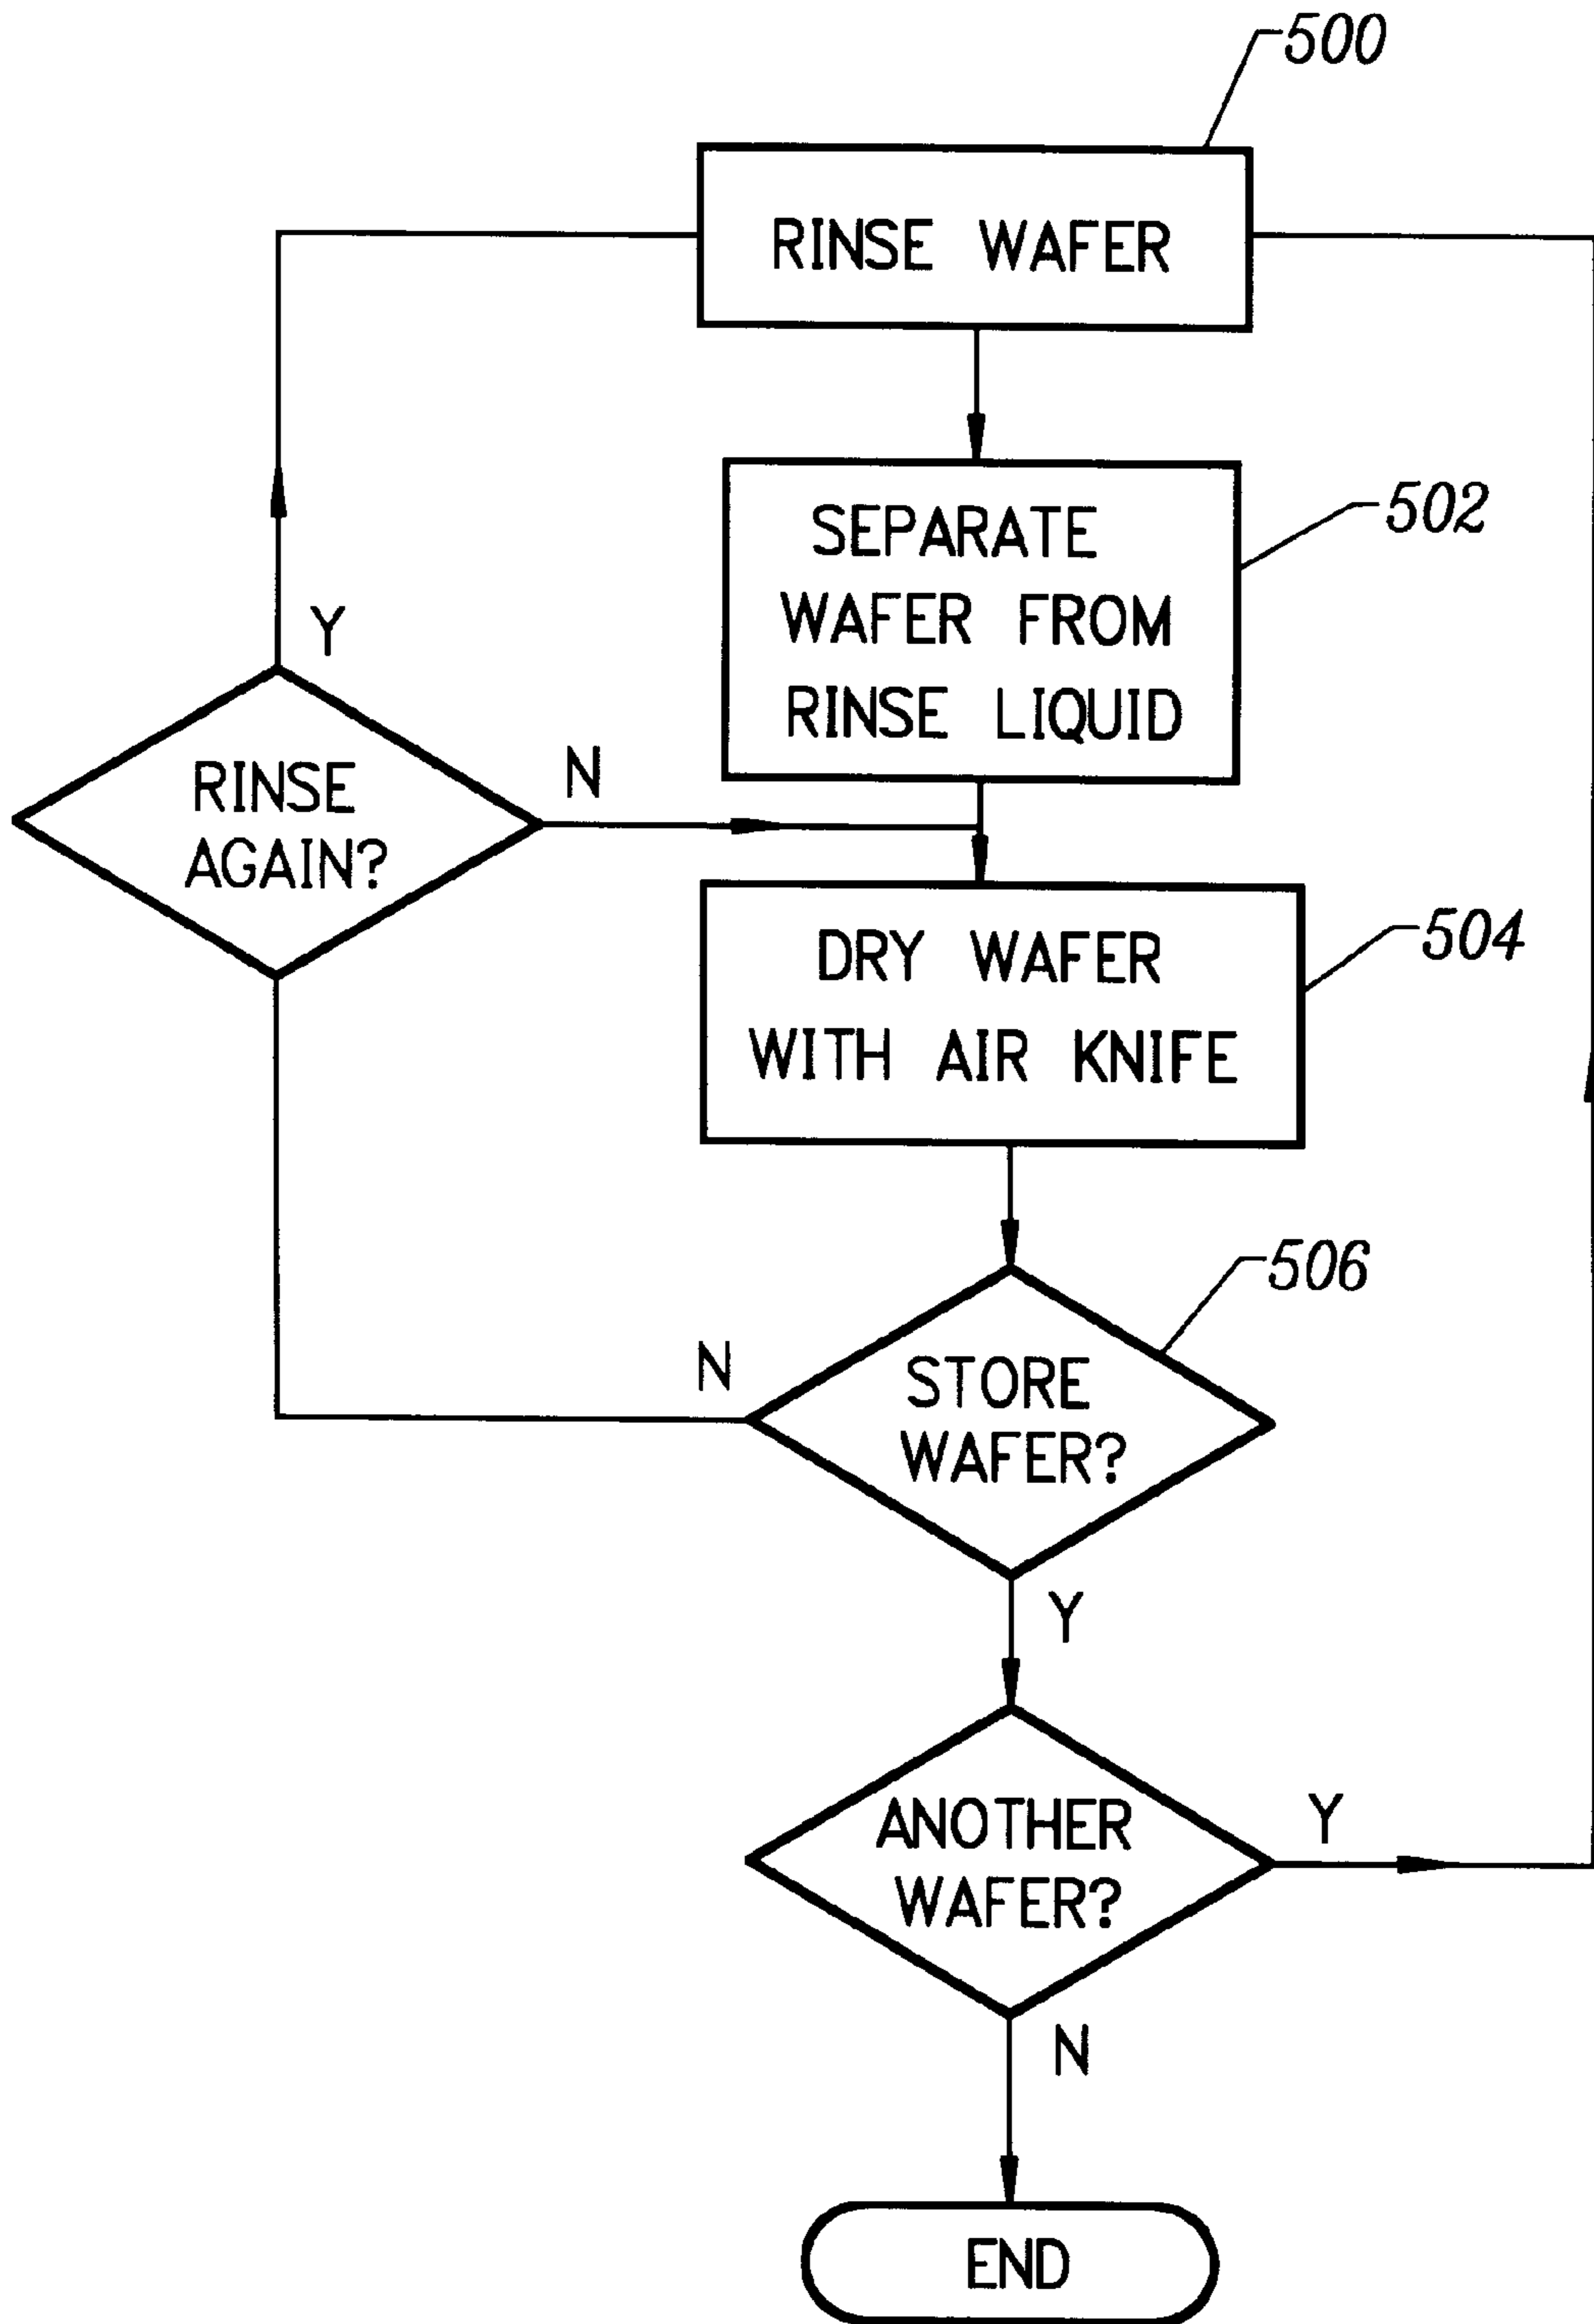 500
RINSE WAFER
SEPARATE
WAFER FROM
RINSE LIQUID
502
Y
RINSE
AGAIN?
N
DRY WAFER
WITH AIR KNIFE
504
506
N
STORE
WAFER?
Y
ANOTHER
WAFER?
Y
N
END